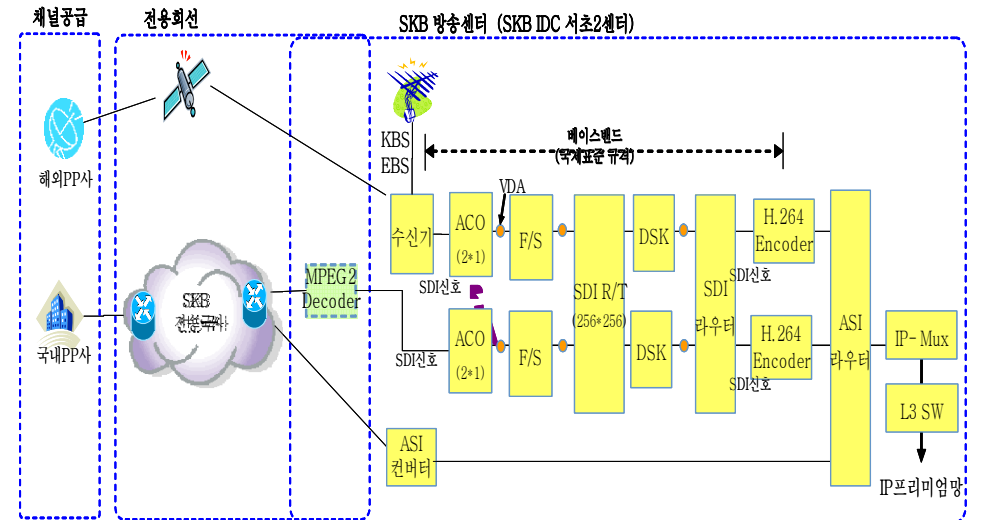 채널공급
전용회선
SKB 방송센터 (SKB IDC 서초2센터)
KBS
EBS
베이스밴드
(국제표준 규격)
해외PP사
VDA
수신기
ACO
(2*1)
F/S
SDI R/T
(256*256)
DSK
SDI
라우터
H.264
Encoder
SDI신호
SDI신호
MPEG2
Decoder
SKB
국내PP사
SDI신호
ACO
(2*1)
F/S
DSK
H.264
Encoder
SDI신호
ASI
라우터
IP- Mux
L3 SW
IP프리미엄망
ASI
컨버터